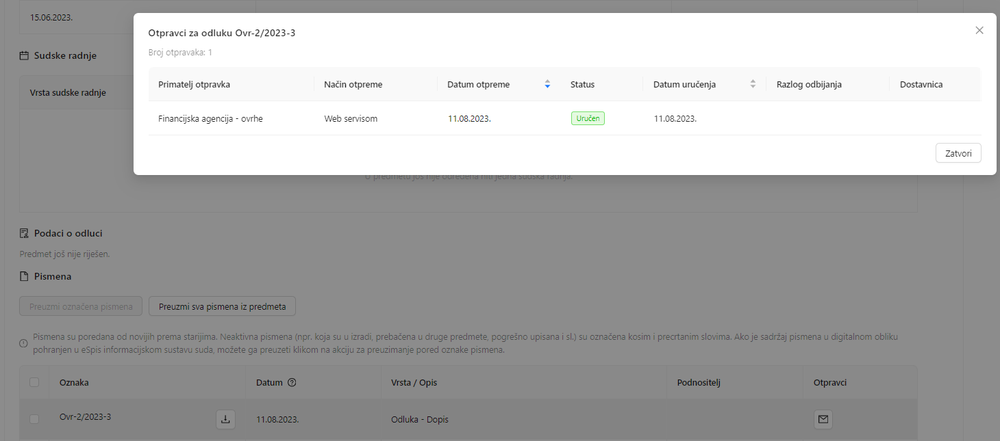 15.06.2023.
Otpravci za odluku Ovr-2/2023-3
Broj otpravaka: 1
Primatelj otpravka Način otpreme Datum otpreme Status Datum uručenja Razlog odbijanja Dostavnica
Financijska agencija - ovrhe Web servisom 11.08.2023. Uručen 11.08.2023.
Zatvori
Sudske radnje
Vrsta sudske radnje
U predmetu još nije određena niti jedna sudska radnja.
Podaci o odluci
Predmet još nije riješen.
Pismena
Preuzmi označena pismena Preuzmi sva pismena iz predmeta
Pismena su poredana od novijih prema starijima. Neaktivna pismena (npr. koja su u izradi, prebačena u druge predmete, pogrešno upisana i sl.) su označena kosim i precrtanim slovima. Ako je sadržaj pismena u digitalnom obliku
pohranjen u eSpis informacijskom sustavu suda, možete ga preuzeti klikom na akciju za preuzimanje pored oznake pismena.
Oznaka Datum Vrsta / Opis Podnositelj Otpravci
Ovr-2/2023-3 11.08.2023. Odluka - Dopis